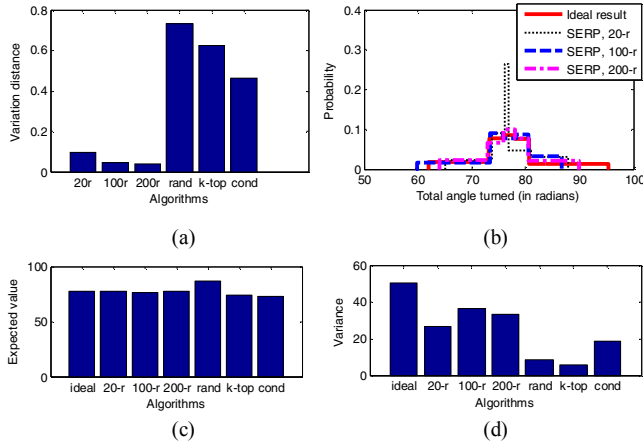 0.8
0.6
0.4
0.2
0
Variation distance
20r 100r 200r rand k-top cond
Algorithms
(a)
0.4
0.3
0.2
0.1
0
Probability
Ideal result
SERP, 20-r
SERP, 100-r
SERP, 200-r
50 60 70 80 90 100
Total angle turned (in radians)
(b)
100
50
0
Expected value
ideal 20-r 100-r 200-r rand k-top cond
Algorithms
(c)
60
40
20
0
Variance
ideal 20-r 100-r 200-r rand k-top cond
Algorithms
(d)